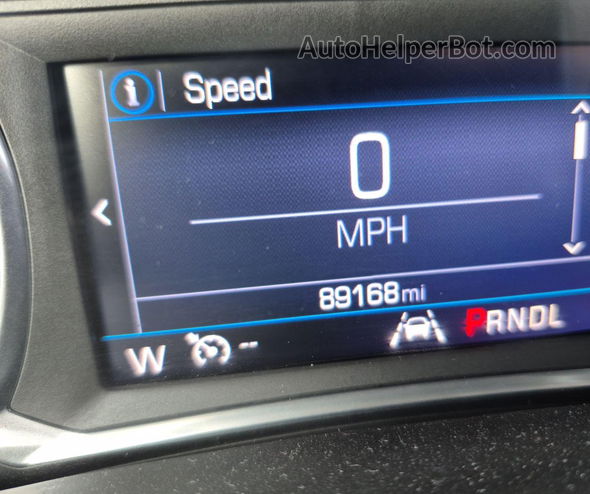 AutoHelperBot.com
i Speed
0
MPH
89168mi
W -- PRNDL